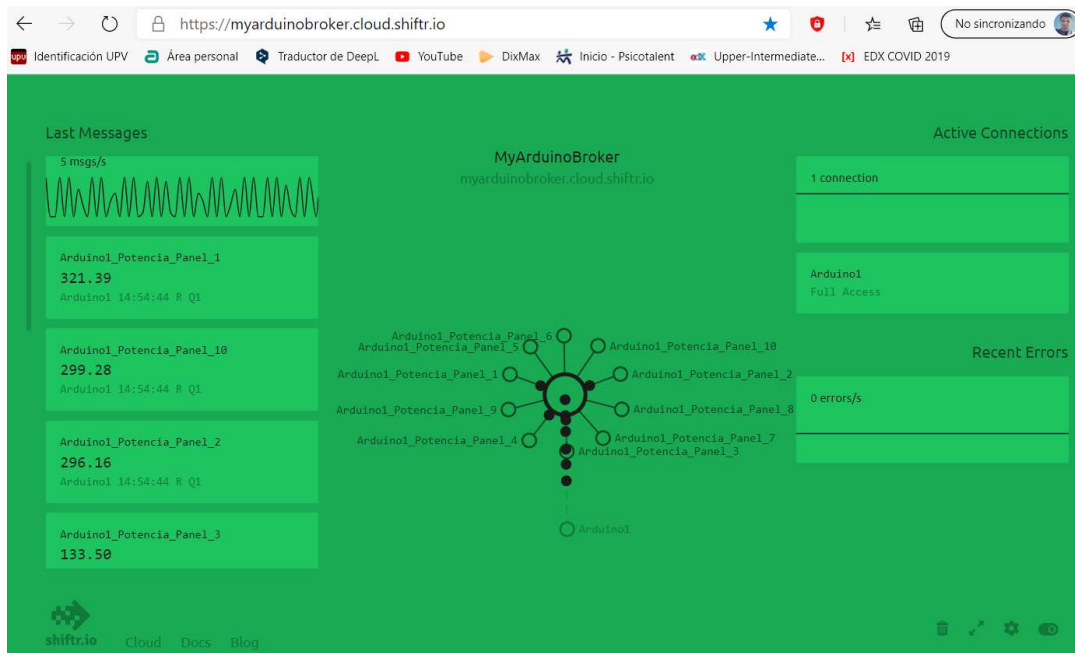 https://myarduinobroker.cloud.shiftr.io
No sincronizando
upv Identificación UPV Área personal Traductor de DeepL YouTube DixMax Inicio - Psicotalent edX Upper-Intermediate... [x] EDX COVID 2019
Last Messages
5 msgs/s
Arduino1_Potencia_Panel_1
321.39
Arduino1 14:54:44 R Q1
Arduino1_Potencia_Panel_10
299.28
Arduino1 14:54:44 R Q1
Arduino1_Potencia_Panel_2
296.16
Arduino1 14:54:44 R Q1
Arduino1_Potencia_Panel_3
133.50
MyArduinoBroker
myarduinobroker.cloud.shiftr.io
Arduino1_Potencia_Panel_6
Arduino1_Potencia_Panel_5
Arduino1_Potencia_Panel_10
Arduino1_Potencia_Panel_1
Arduino1_Potencia_Panel_2
Arduino1_Potencia_Panel_9
Arduino1_Potencia_Panel_8
Arduino1_Potencia_Panel_4
Arduino1_Potencia_Panel_7
Arduino1_Potencia_Panel_3
Arduino1
Active Connections
1 connection
Arduino1
Full Access
Recent Errors
0 errors/s
shiftr.io
Cloud Docs Blog